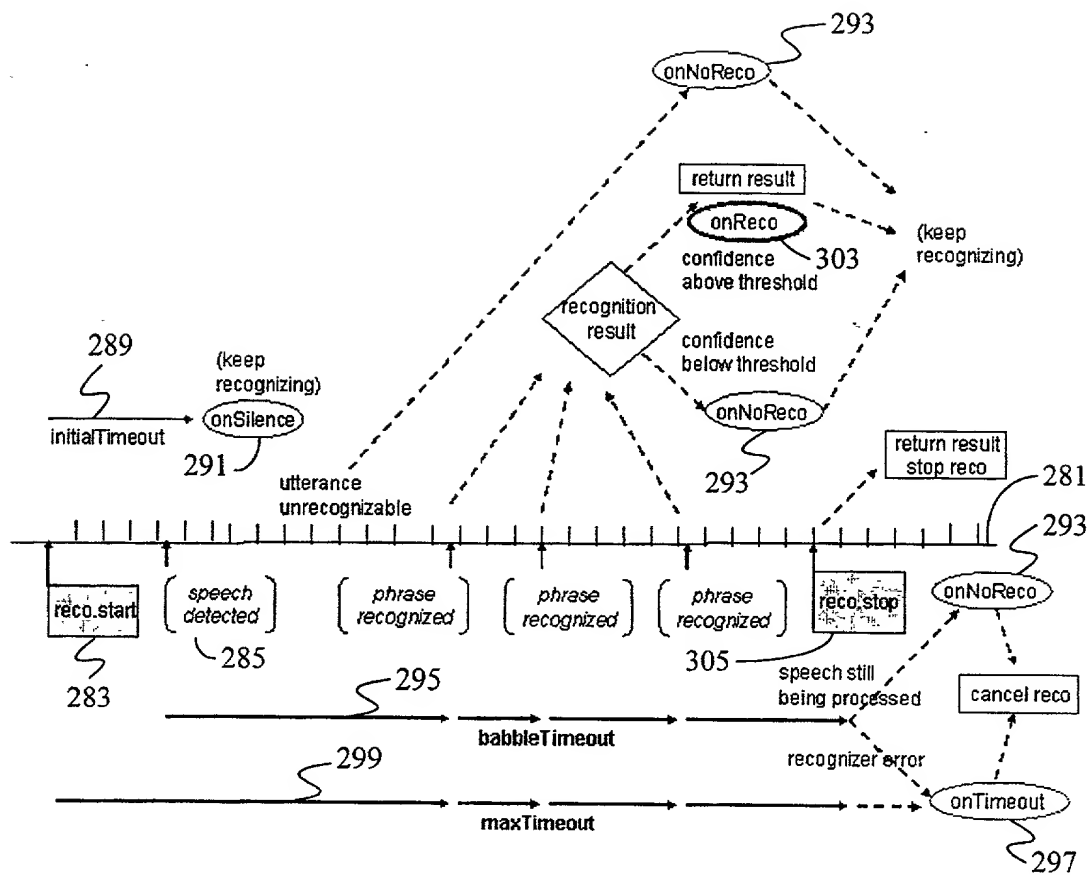 293
onNoReco
return result
onReco
303
(keep
recognizing)
confidence
above threshold
recognition
result
confidence
below threshold
289
(keep
recognizing)
onSilence
initialTimeout
291
onNoReco
293
return result
stop reco
281
utterance
unrecognizable
293
onNoReco
reco.start
speech
detected
phrase
recognized
phrase
recognized
phrase
recognized
reco.stop
283
285
305
295
speech still
being processed
cancel reco
babbleTimeout
299
recognizer error
onTimeout
maxTimeout
297